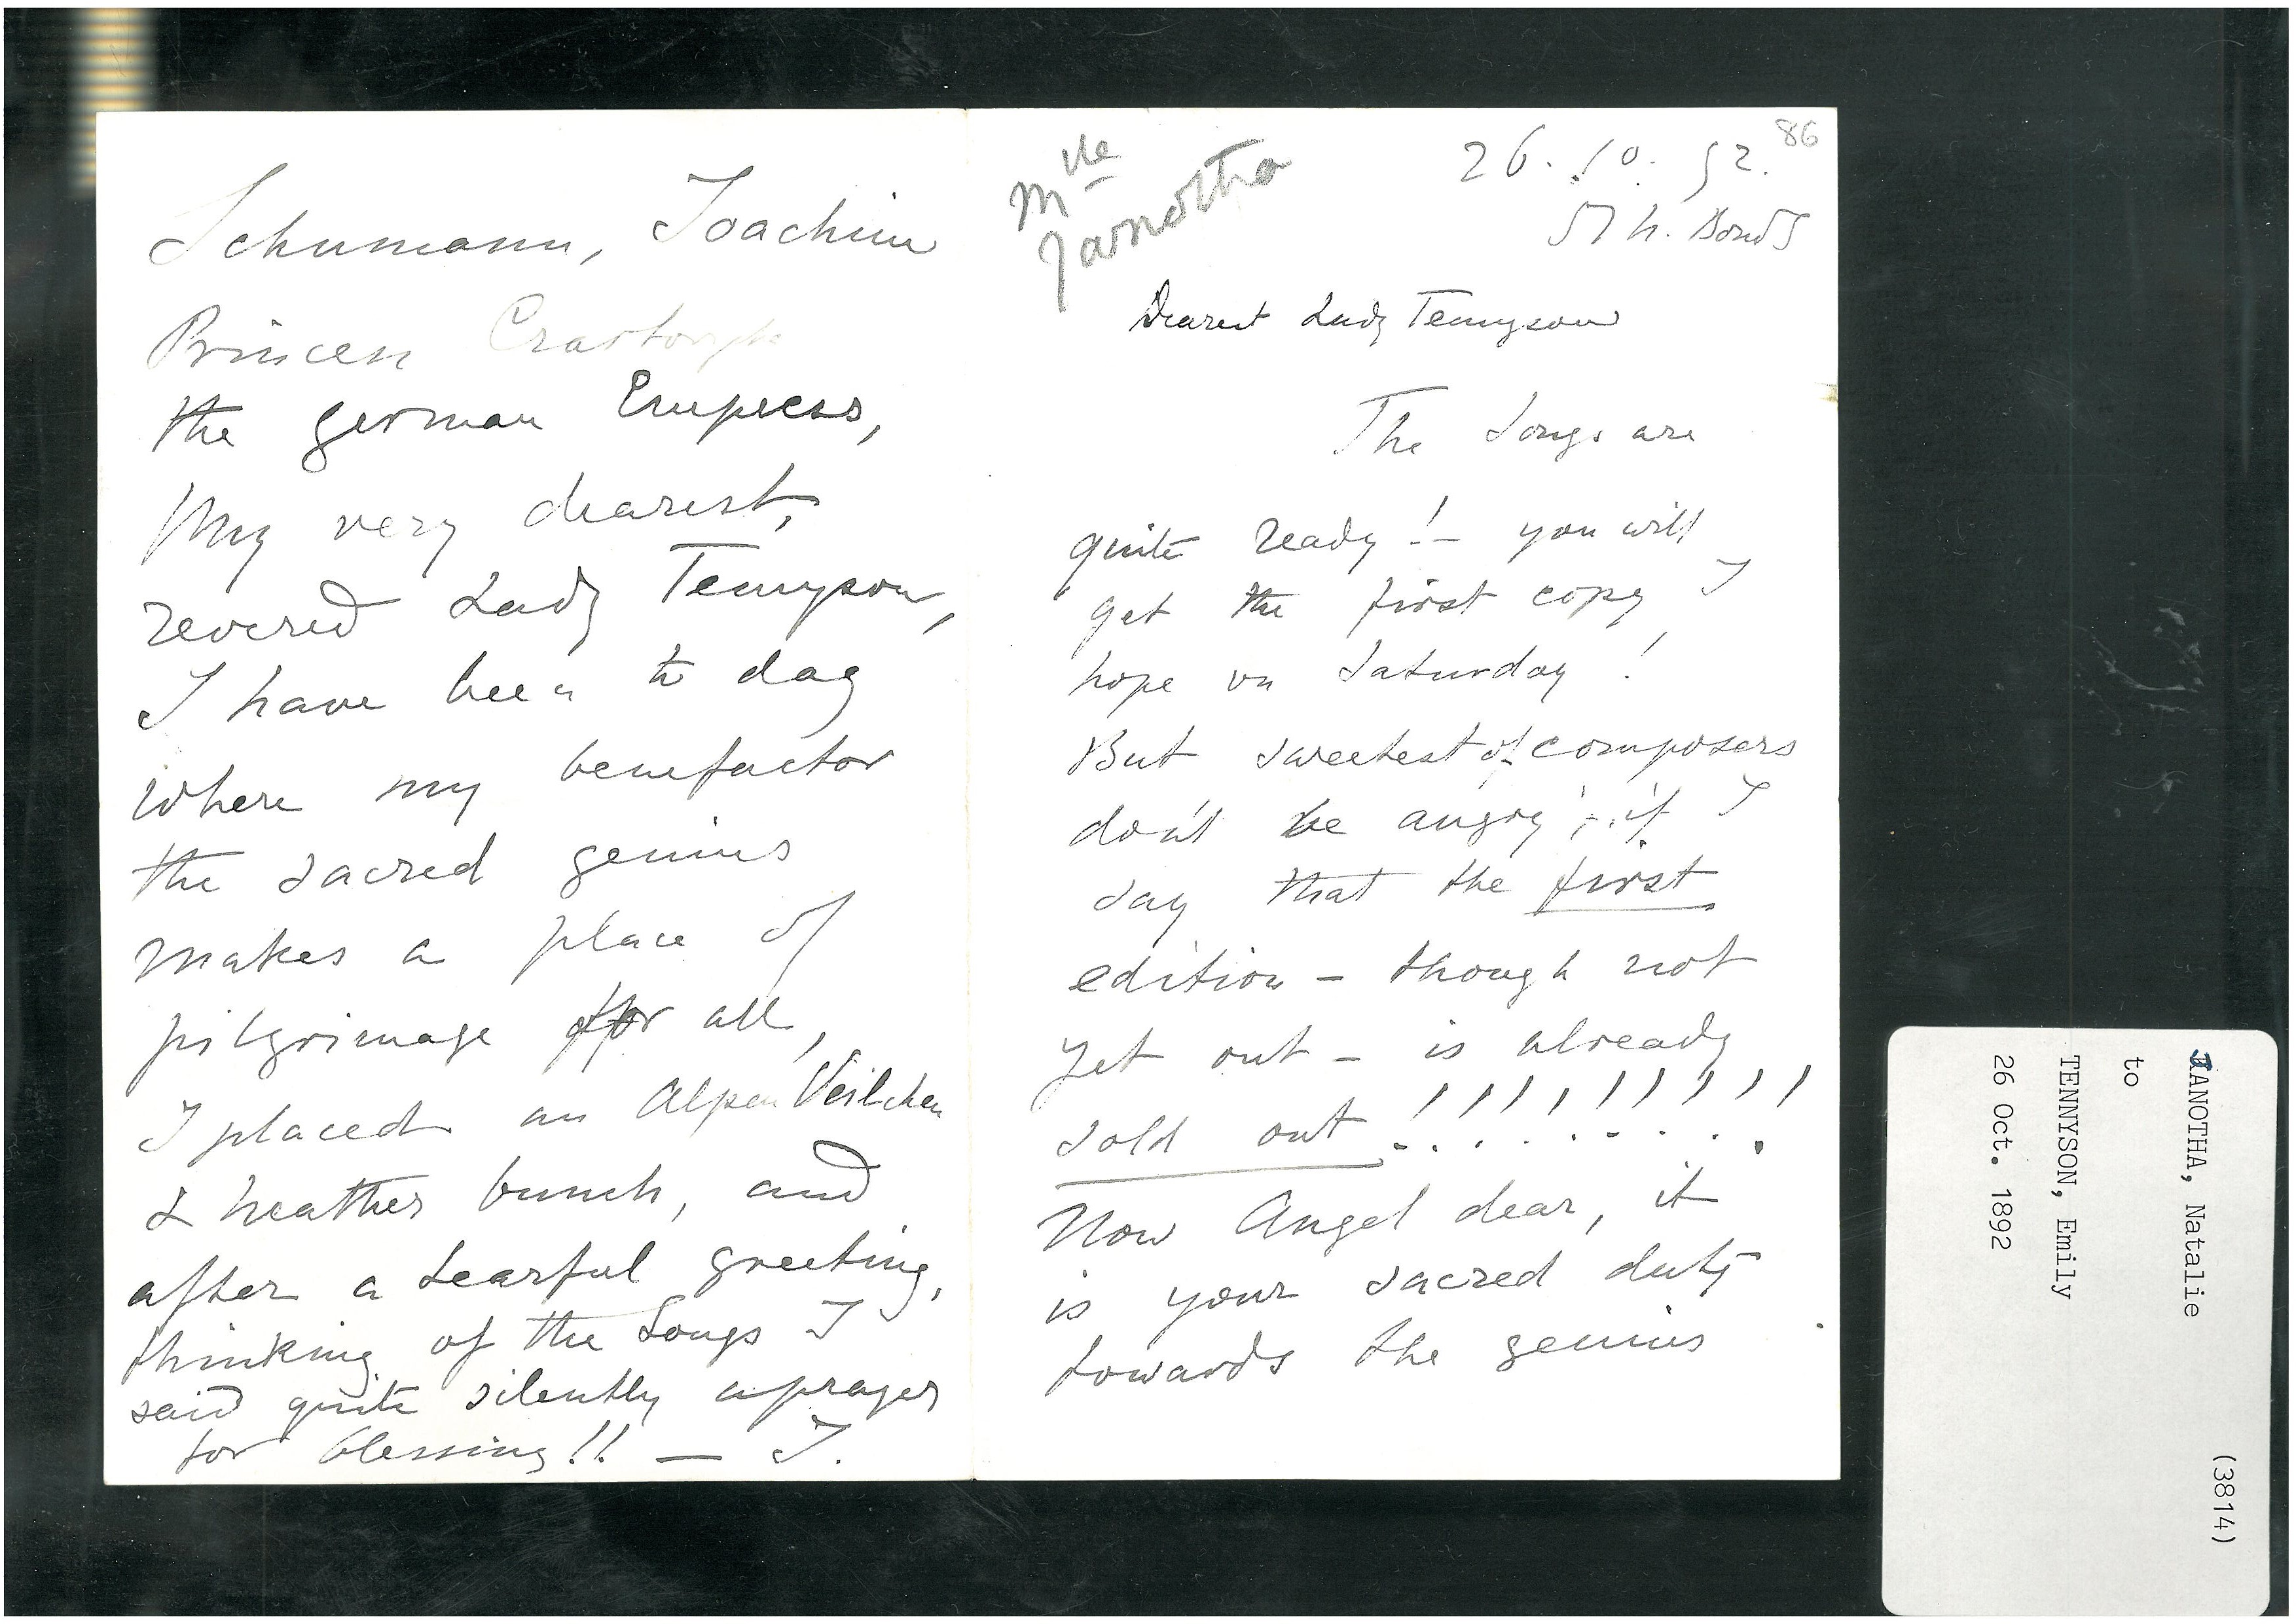 Mlle
Janotha
86
26. 10. 92.
57 N. Bond S
Dearest Lady Tennyson
The Songs are
quite ready! – you will
get the first copy I
hope on Saturday!
But sweetest of composers
don't be angry, if I
say that the first
edition – though not
yet out – is already
sold out !!!!!!!!!
Now Angel dear, it
is your sacred duty
towards the genius
Schumann, Joachim
Princess
the german Empress,
My very dearest,
revered Lady Tennyson,
I have been to day
where my benefactor
the sacred genius
makes a place of
pilgrimage for all,
I placed an Alpen Veilchen
& heather bunch, and
after a tearful greeting,
thinking of the Songs I
said quite silently a prayer
for blessing!! — J.
JANOTHA, Natalie (3814)
to
TENNYSON, Emily
26 Oct. 1892